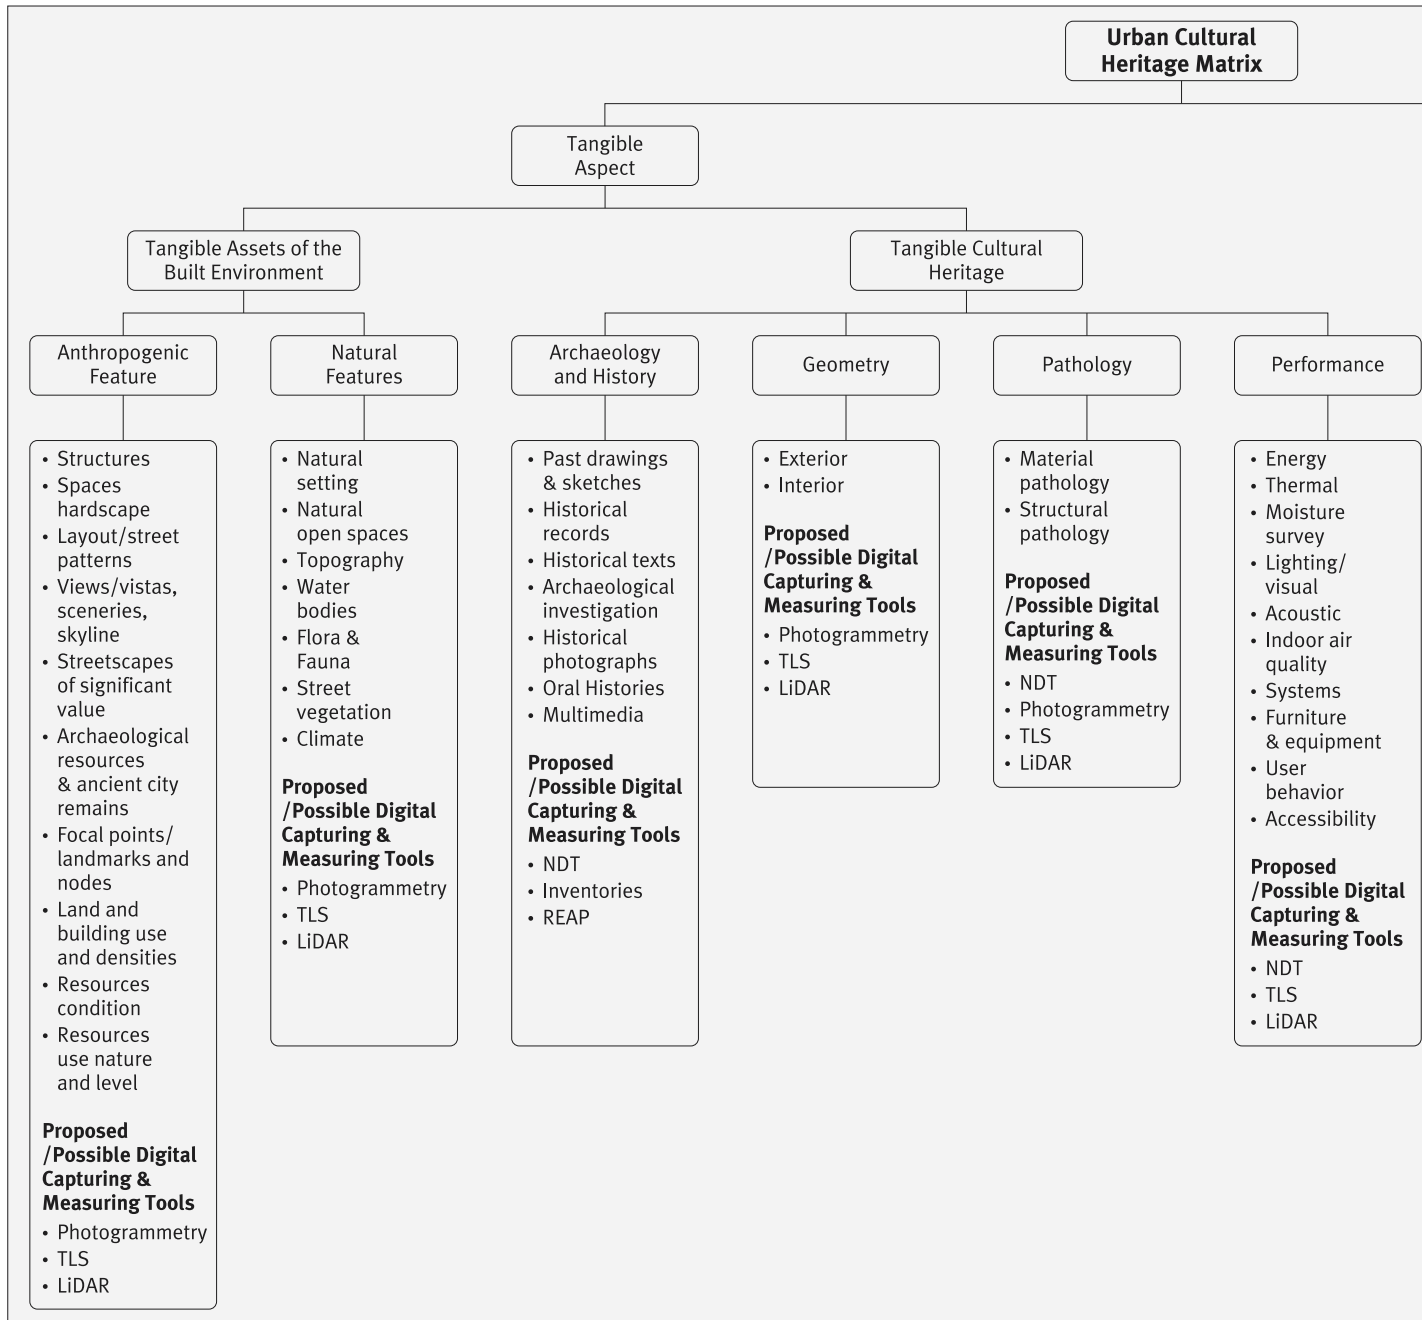 Urban Cultural
Heritage Matrix
Tangible
Aspect
Tangible Assets of the
Built Environment
Tangible Cultural
Heritage
Anthropogenic
Feature
Natural
Features
Archaeology
and History
Geometry
Pathology
Performance
• Structures
• Spaces
hardscape
• Layout/street
patterns
• Views/vistas,
sceneries,
skyline
• Streetscapes
of significant
value
• Archaeological
resources
& ancient city
remains
• Focal points/
landmarks and
nodes
• Land and
building use
and densities
• Resources
condition
• Resources
use nature
and level
Proposed
/Possible Digital
Capturing &
Measuring Tools
• Photogrammetry
• TLS
• LiDAR
• Natural
setting
• Natural
open spaces
• Topography
• Water
bodies
• Flora &
Fauna
• Street
vegetation
• Climate
Proposed
/Possible Digital
Capturing &
Measuring Tools
• Photogrammetry
• TLS
• LiDAR
• Past drawings
& sketches
• Historical
records
• Historical texts
• Archaeological
investigation
• Historical
photographs
• Oral Histories
• Multimedia
Proposed
/Possible Digital
Capturing &
Measuring Tools
• NDT
• Inventories
• REAP
• Exterior
• Interior
Proposed
/Possible Digital
Capturing &
Measuring Tools
• Photogrammetry
• TLS
• LiDAR
• Material
pathology
• Structural
pathology
Proposed
/Possible Digital
Capturing &
Measuring Tools
• NDT
• Photogrammetry
• TLS
• LiDAR
• Energy
• Thermal
• Moisture
survey
• Lighting/
visual
• Acoustic
• Indoor air
quality
• Systems
• Furniture
& equipment
• User
behavior
• Accessibility
Proposed
/Possible Digital
Capturing &
Measuring Tools
• NDT
• TLS
• LiDAR